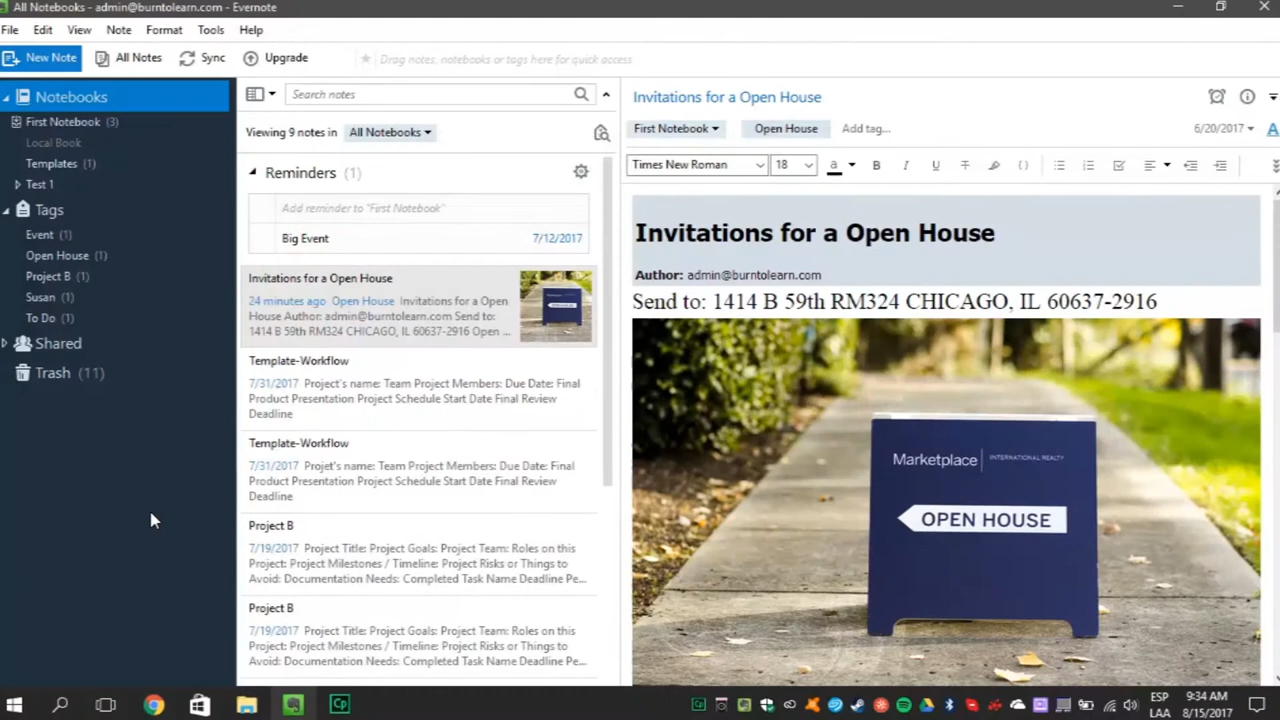 All Notebooks - admin@burntolearn.com - Evernote
File Edit View Note Format Tools Help
New Note All Notes Sync Upgrade Drag notes, notebooks or tags here for quick access
Notebooks
First Notebook (3)
Local Book
Templates (1)
Test 1
Tags
Event (1)
Open House (1)
Project B (1)
Susan (1)
To Do (1)
Shared
Trash (11)
Search notes
Viewing 9 notes in All Notebooks
Reminders (1)
Add reminder to "First Notebook"
Big Event 7/12/2017
Invitations for a Open House
24 minutes ago Open House Invitations for a Open
House Author: admin@burntolearn.com Send to:
1414 B 59th RM324 CHICAGO, IL 60637-2916 Open ...
Template-Workflow
7/31/2017 Project's name: Team Project Members: Due Date: Final
Product Presentation Project Schedule Start Date Final Review
Deadline
Template-Workflow
7/31/2017 Projet's name: Team Project Members: Due Date: Final
Product Presentation Project Schedule Start Date Final Review
Deadline
Project B
7/19/2017 Project Title: Project Goals: Project Team: Roles on this
Project: Project Milestones / Timeline: Project Risks or Things to
Avoid: Documentation Needs: Completed Task Name Deadline Pe...
Project B
7/19/2017 Project Title: Project Goals: Project Team: Roles on this
Project: Project Milestones / Timeline: Project Risks or Things to
Avoid: Documentation Needs: Completed Task Name Deadline Pe...
Invitations for a Open House
First Notebook Open House Add tag... 6/20/2017
Times New Roman 18 a B I U T
Invitations for a Open House
Author: admin@burntolearn.com
Send to: 1414 B 59th RM324 CHICAGO, IL 60637-2916
Marketplace INTERNATIONAL REALTY
OPEN HOUSE
Cp
ESP 9:34 AM
LAA 8/15/2017